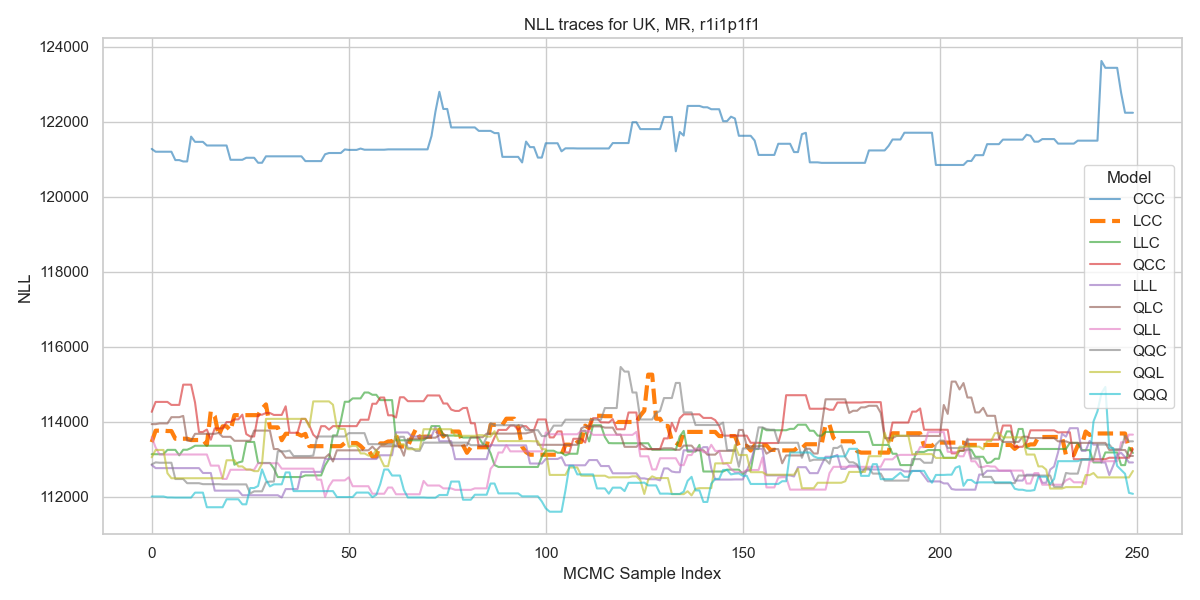 NLL traces for UK, MR, r1i1p1f1
124000
122000
120000
118000
116000
114000
112000
NLL
0
50
100
150
200
250
MCMC Sample Index
Model
CCC
LCC
LLC
QCC
LLL
QLC
QLL
QQC
QQL
QQQ